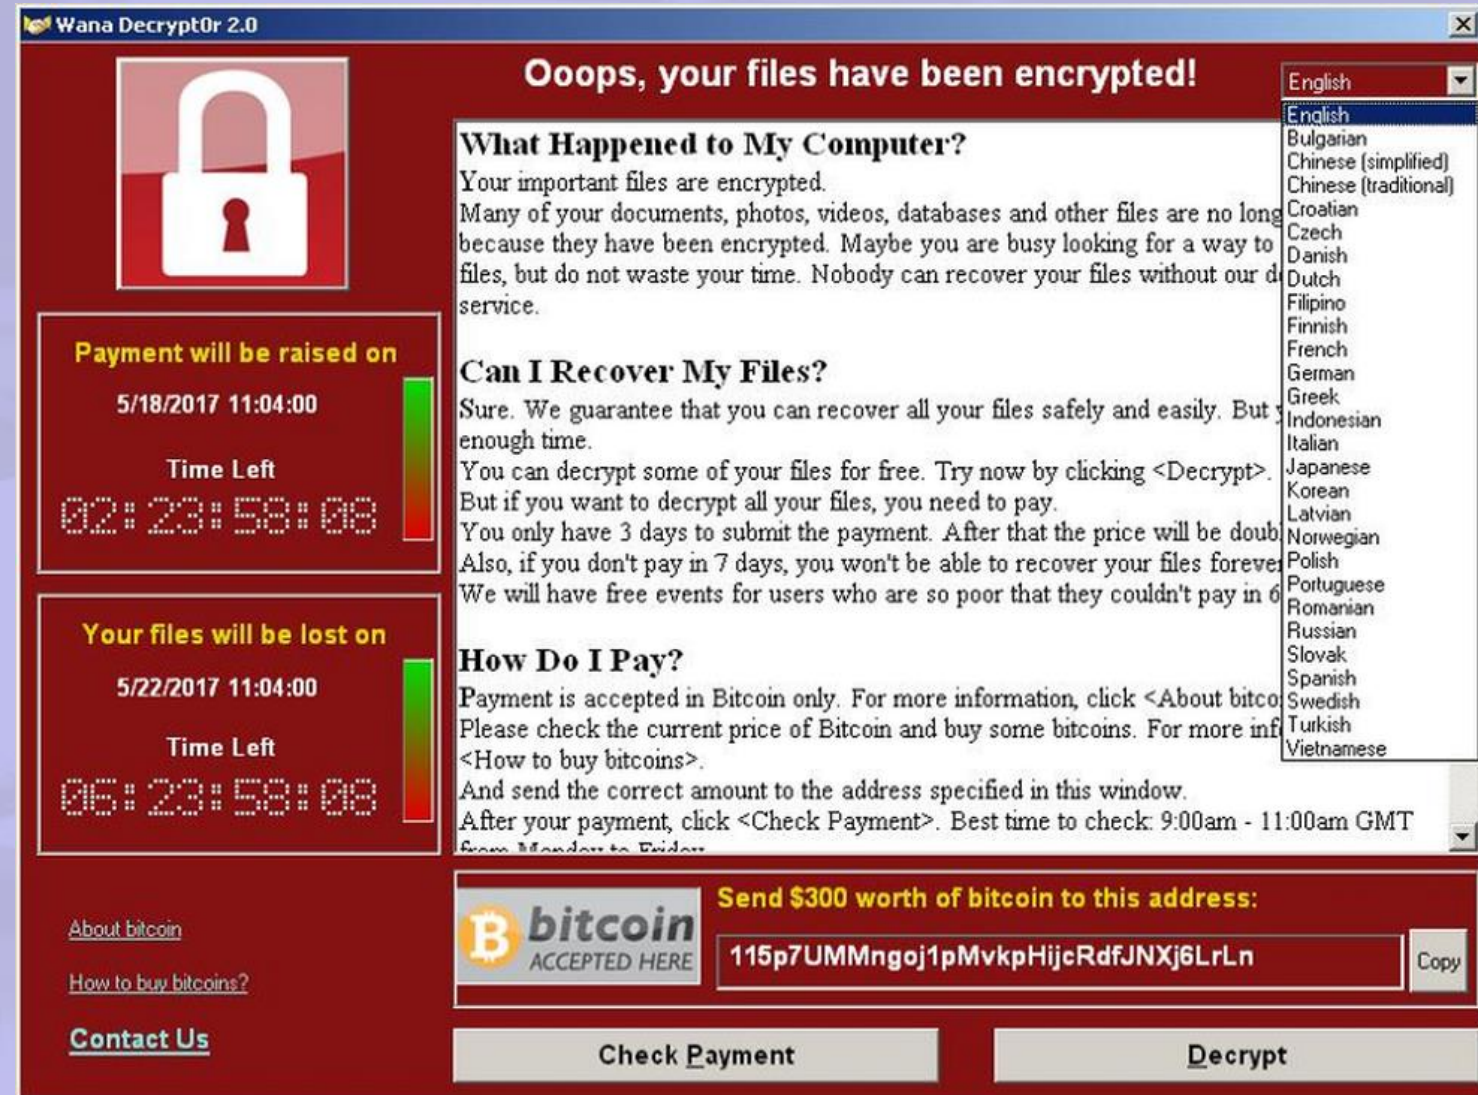 Wana Decrypt0r 2.0
Ooops, your files have been encrypted!
English
English
Bulgarian
Chinese (simplified)
Chinese (traditional)
Croatian
Czech
Danish
Dutch
Filipino
Finnish
French
German
Greek
Indonesian
Italian
Japanese
Korean
Latvian
Norwegian
Polish
Portuguese
Romanian
Russian
Slovak
Spanish
Swedish
Turkish
Vietnamese
Payment will be raised on
5/18/2017 11:04:00
Time Left
02:23:58:08
Your files will be lost on
5/22/2017 11:04:00
Time Left
06:23:58:08
About bitcoin
How to buy bitcoins?
Contact Us
What Happened to My Computer?
Your important files are encrypted.
Many of your documents, photos, videos, databases and other files are no
because they have been encrypted. Maybe you are busy looking for a way to
files, but do not waste your time. Nobody can recover your files without our
service.
Can I Recover My Files?
Sure. We guarantee that you can recover all your files safely and easily. But
enough time.
You can decrypt some of your files for free. Try now by clicking <Decrypt>.
But if you want to decrypt all your files, you need to pay.
You only have 3 days to submit the payment. After that the price will be
Also, if you don't pay in 7 days, you won't be able to recover your files
We will have free events for users who are so poor that they couldn't pay in 6
How Do I Pay?
Payment is accepted in Bitcoin only. For more information, click <About
Please check the current price of Bitcoin and buy some bitcoins. For more
<How to buy bitcoins>.
And send the correct amount to the address specified in this window.
After your payment, click <Check Payment>. Best time to check: 9:00am - 11:00am GMT
from Monday to Friday
bitcoin
ACCEPTED HERE
Send $300 worth of bitcoin to this address:
115p7UMMngoj1pMvkpHijcRdfJNXj6LrLn
Copy
Check Payment
Decrypt